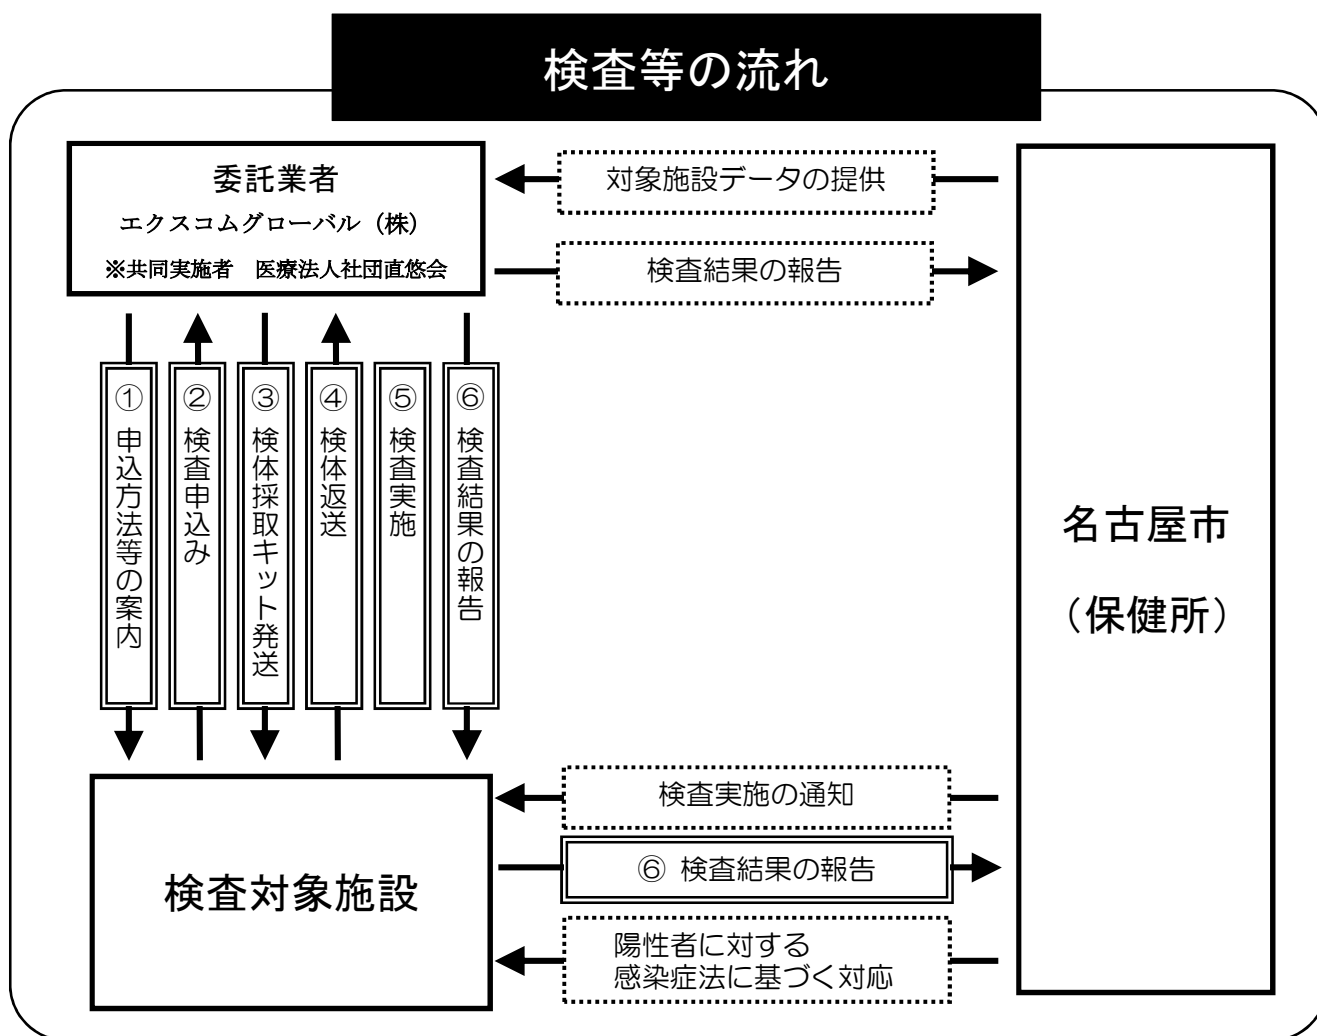 検査等の流れ
委託業者
エクスコムグローバル（株）
※共同実施者　医療法人社団直悠会
対象施設データの提供
検査結果の報告
名古屋市
（保健所）
①申込方法等の案内
②検査申込み
③検体採取キット発送
④検体返送
⑤検査実施
⑥検査結果の報告
検査対象施設
検査実施の通知
⑥ 検査結果の報告
陽性者に対する
感染症法に基づく対応